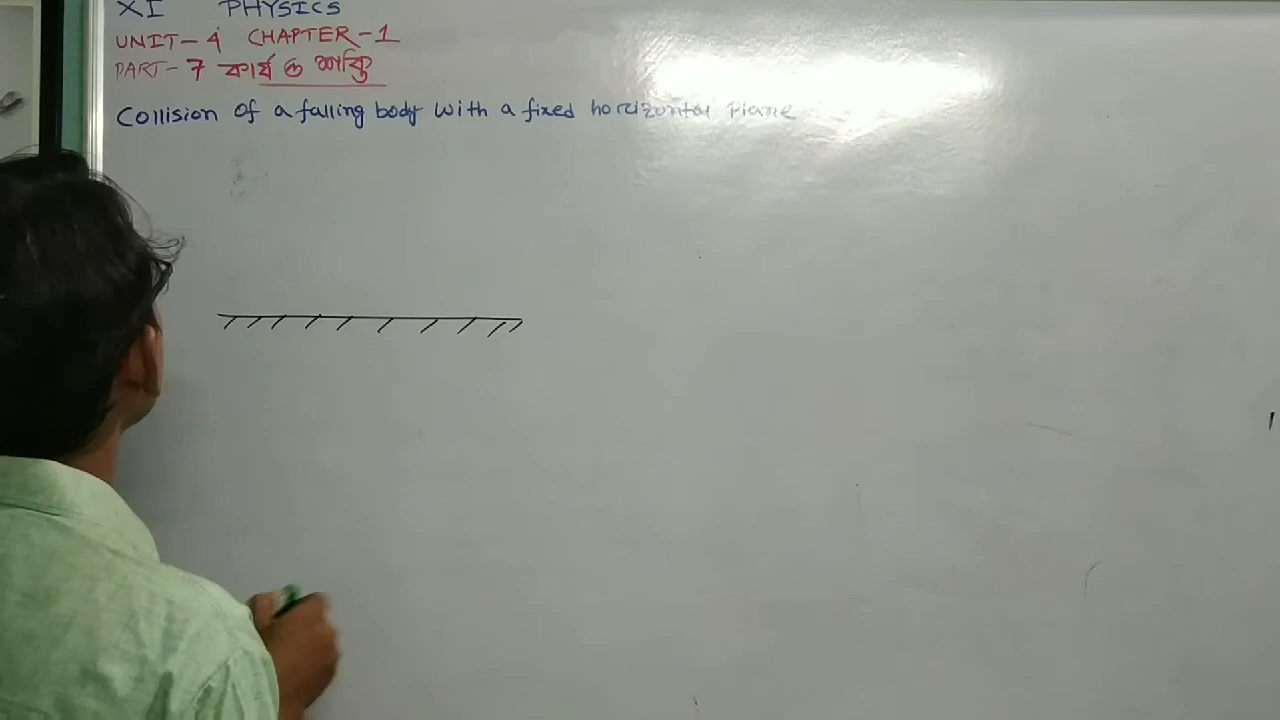 XI PHYSICS
UNIT-4 CHAPTER-1
PART-7 কার্য ও শক্তি
Collision of a falling body with a fixed horizontal Plane